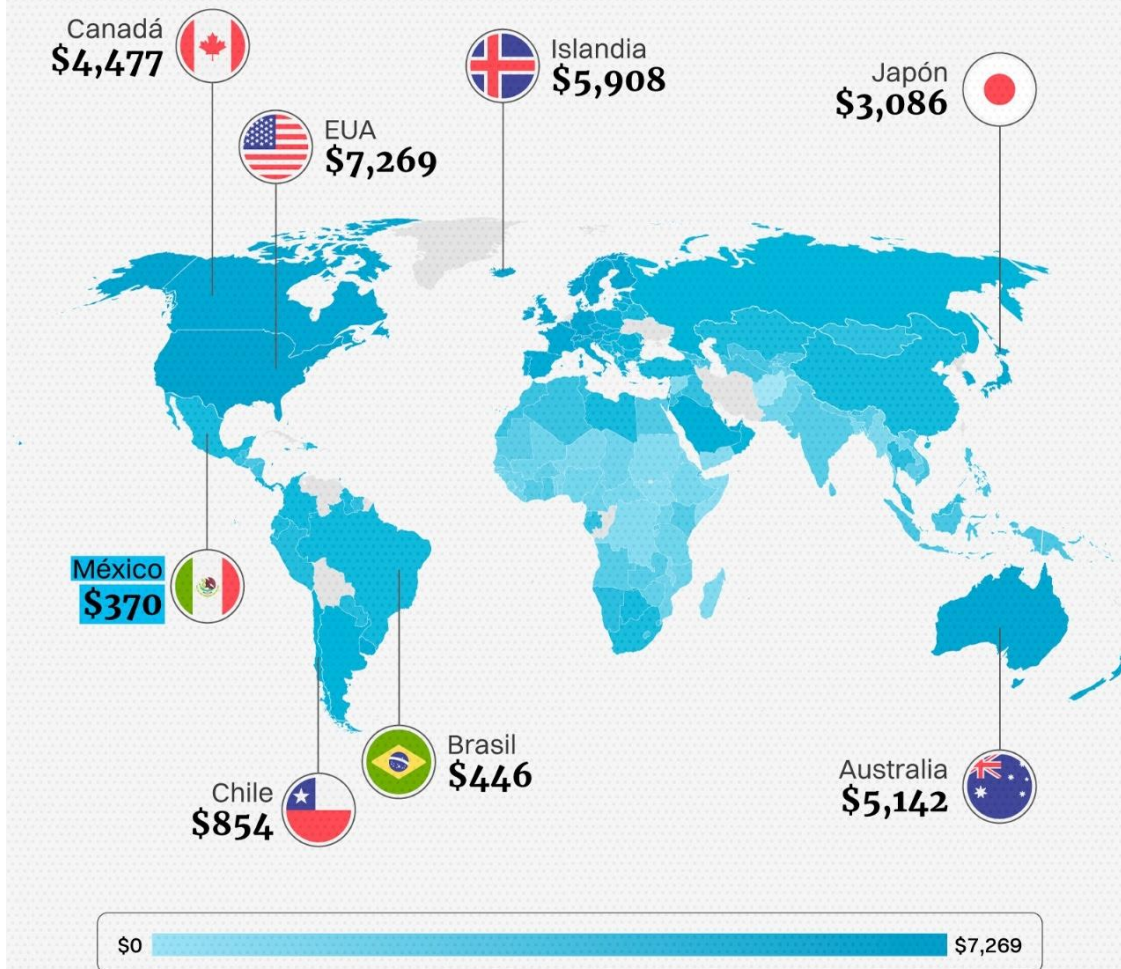 Canadá
$4,477
EUA
$7,269
Islandia
$5,908
Japón
$3,086
México
$370
Chile
$854
Brasil
$446
Australia
$5,142
$0
$7,269